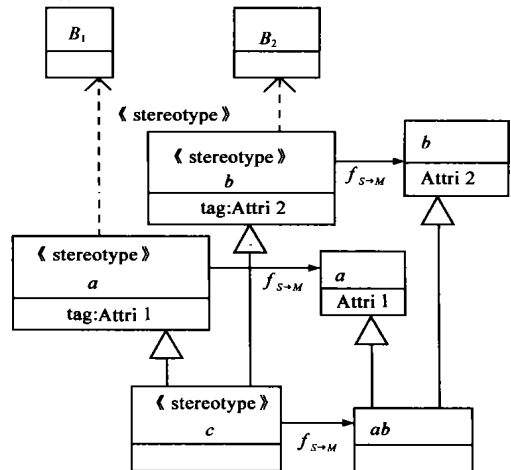 B₁
B₂
《 stereotype》
《 stereotype》
b
tag:Attri 2
f S→M
b
Attri 2
《 stereotype》
a
tag:Attri 1
f S→M
a
Attri 1
《 stereotype》
c
f S→M
ab